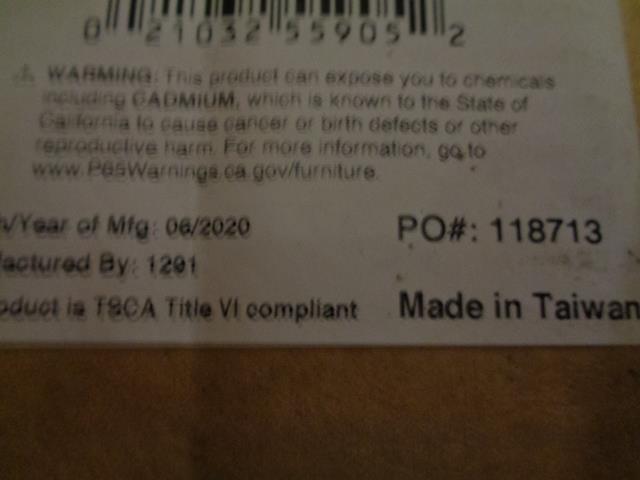 0 21032 55905 2
⚠ WARNING: This product can expose you to chemicals
including CADMIUM, which is known to the State of
California to cause cancer or birth defects or other
reproductive harm. For more information, go to
www.P65Warnings.ca.gov/furniture.
h/Year of Mfg: 06/2020
PO#: 118713
factured By: 1291
oduct is TSCA Title VI compliant
Made in Taiwan